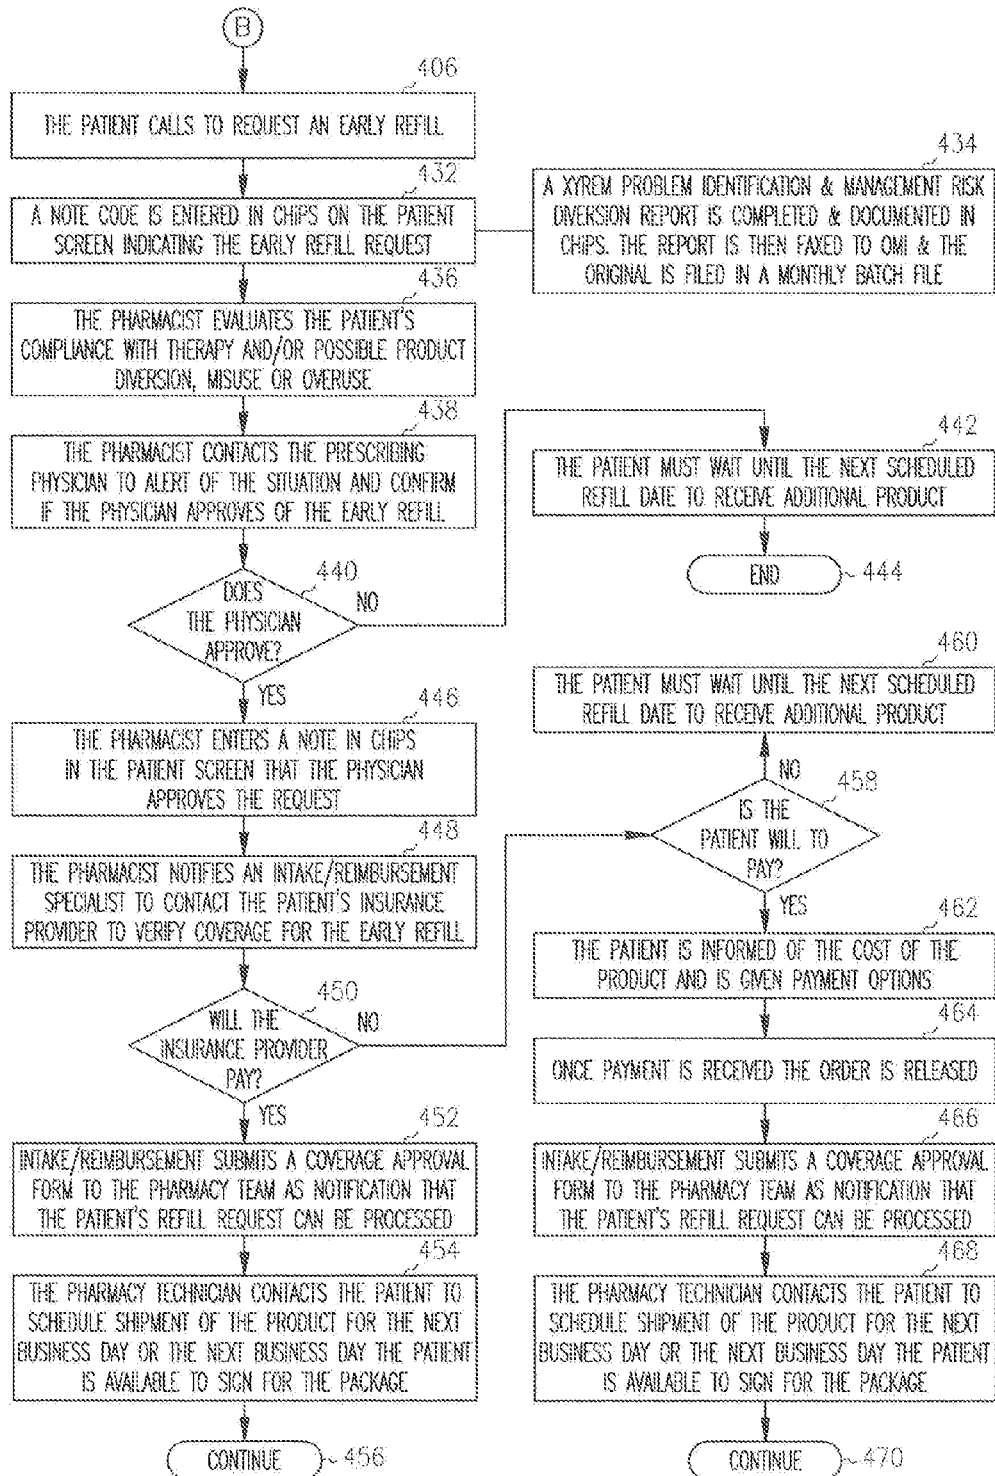 B
406
THE PATIENT CALLS TO REQUEST AN EARLY REFILL
432
A NOTE CODE IS ENTERED IN CHIPS ON THE PATIENT
SCREEN INDICATING THE EARLY REFILL REQUEST
434
A XYREM PROBLEM IDENTIFICATION & MANAGEMENT RISK
DIVERSION REPORT IS COMPLETED & DOCUMENTED IN
CHIPS. THE REPORT IS THEN FAXED TO OMI & THE
ORIGINAL IS FILED IN A MONTHLY BATCH FILE
436
THE PHARMACIST EVALUATES THE PATIENT'S
COMPLIANCE WITH THERAPY AND/OR POSSIBLE PRODUCT
DIVERSION, MISUSE OR OVERUSE
438
THE PHARMACIST CONTACTS THE PRESCRIBING
PHYSICIAN TO ALERT OF THE SITUATION AND CONFIRM
IF THE PHYSICIAN APPROVES OF THE EARLY REFILL
440
DOES
THE PHYSICIAN
APPROVE?
NO
YES
442
THE PATIENT MUST WAIT UNTIL THE NEXT SCHEDULED
REFILL DATE TO RECEIVE ADDITIONAL PRODUCT
END
444
446
THE PHARMACIST ENTERS A NOTE IN CHIPS
IN THE PATIENT SCREEN THAT THE PHYSICIAN
APPROVES THE REQUEST
448
THE PHARMACIST NOTIFIES AN INTAKE/REIMBURSEMENT
SPECIALIST TO CONTACT THE PATIENT'S INSURANCE
PROVIDER TO VERIFY COVERAGE FOR THE EARLY REFILL
450
WILL THE
INSURANCE PROVIDER
PAY?
NO
YES
452
INTAKE/REIMBURSEMENT SUBMITS A COVERAGE APPROVAL
FORM TO THE PHARMACY TEAM AS NOTIFICATION THAT
THE PATIENT'S REFILL REQUEST CAN BE PROCESSED
454
THE PHARMACY TECHNICIAN CONTACTS THE PATIENT TO
SCHEDULE SHIPMENT OF THE PRODUCT FOR THE NEXT
BUSINESS DAY OR THE NEXT BUSINESS DAY THE PATIENT
IS AVAILABLE TO SIGN FOR THE PACKAGE
CONTINUE
456
460
THE PATIENT MUST WAIT UNTIL THE NEXT SCHEDULED
REFILL DATE TO RECEIVE ADDITIONAL PRODUCT
NO
458
IS THE
PATIENT WILL TO
PAY?
YES
462
THE PATIENT IS INFORMED OF THE COST OF THE
PRODUCT AND IS GIVEN PAYMENT OPTIONS
464
ONCE PAYMENT IS RECEIVED THE ORDER IS RELEASED
466
INTAKE/REIMBURSEMENT SUBMITS A COVERAGE APPROVAL
FORM TO THE PHARMACY TEAM AS NOTIFICATION THAT
THE PATIENT'S REFILL REQUEST CAN BE PROCESSED
468
THE PHARMACY TECHNICIAN CONTACTS THE PATIENT TO
SCHEDULE SHIPMENT OF THE PRODUCT FOR THE NEXT
BUSINESS DAY OR THE NEXT BUSINESS DAY THE PATIENT
IS AVAILABLE TO SIGN FOR THE PACKAGE
CONTINUE
470